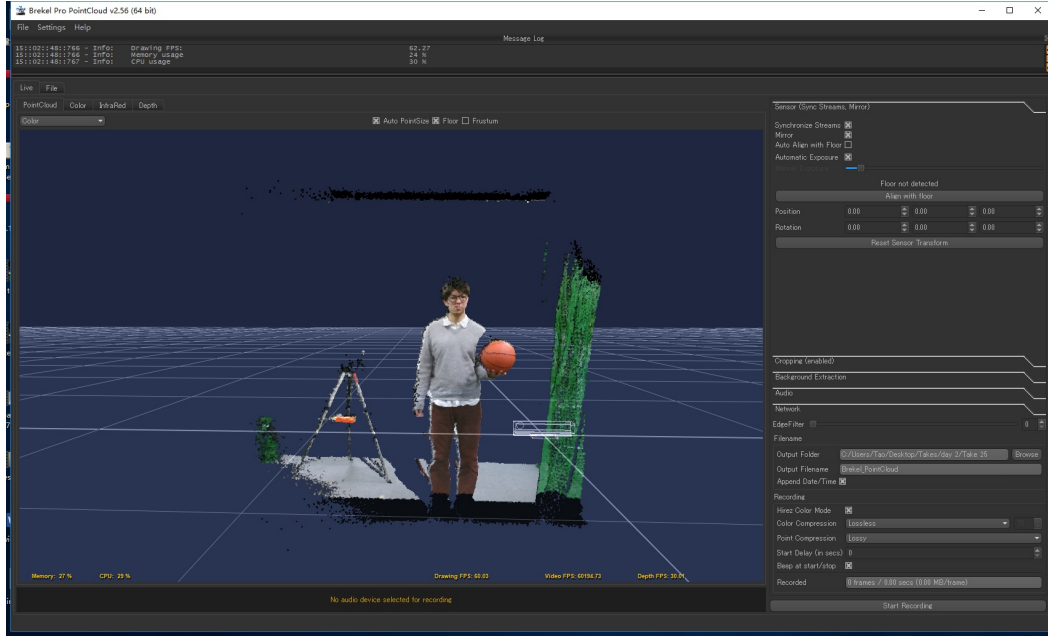 Brekel Pro PointCloud v2.56 (64 bit)
File Settings Help
Message Log
15::02::48::766 - Info: Drawing FPS: 62.27
15::02::48::766 - Info: Memory usage 24 %
15::02::48::767 - Info: CPU usage 30 %
Live File
PointCloud Color InfraRed Depth
Color
Auto PointSize Floor Frustum
Sensor (Sync Streams, Mirror)
Synchronize Streams
Mirror
Auto Align with Floor
Automatic Exposure
Floor not detected
Align with floor
Position 0.00 0.00 0.00
Rotation 0.00 0.00 0.00
Reset Sensor Transform
Cropping (enabled)
Background Extraction
Audio
Network
EdgeFilter 0
Filename
Output Folder C:/Users/Tao/Desktop/Takes/day 2/Take 25 Browse
Output Filename Brekel_PointCloud
Append Date/Time
Recording
Hirez Color Mode
Color Compression Lossless
Point Compression Lossy
Start Delay (in secs) 0
Beep at start/stop
Recorded 0 frames / 0.00 secs (0.00 MB/frame)
Start Recording
Memory: 27 % CPU: 29 % Drawing FPS: 60.03 Video FPS: 60194.73 Depth FPS: 30.01
No audio device selected for recording